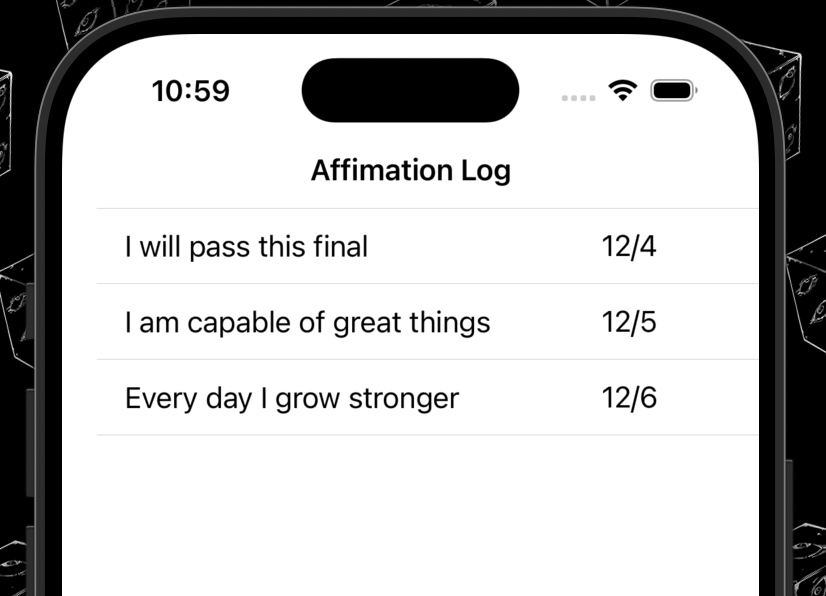 10:59
Affimation Log
I will pass this final 12/4
I am capable of great things 12/5
Every day I grow stronger 12/6